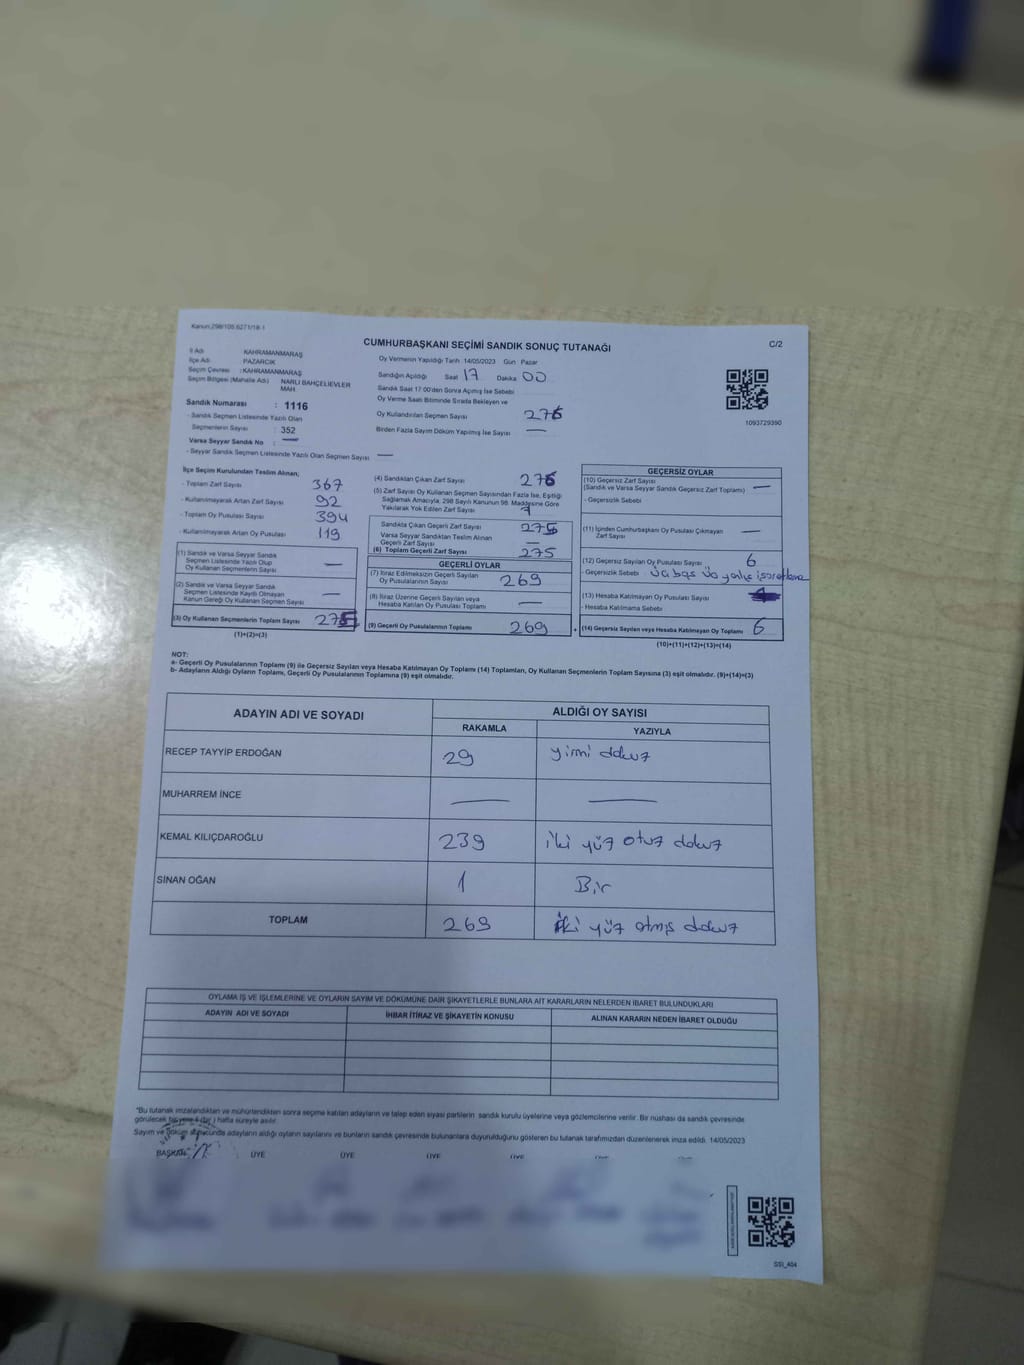 Kanun:298/105.6271/18-1
CUMHURBAŞKANI SEÇİMİ SANDIK SONUÇ TUTANAĞI
C/2
İl Adı KAHRAMANMARAŞ
İlçe Adı PAZARCIK
Seçim Çevresi : KAHRAMANMARAŞ
Seçim Bölgesi (Mahalle Adı) NARLI BAHÇELİEVLER MAH.
Sandık Numarası : 1116
- Sandık Seçmen Listesinde Yazılı Olan
Seçmenlerin Sayısı : 352
Varsa Seyyar Sandık No : —
- Seyyar Sandık Seçmen Listesinde Yazılı Olan Seçmen Sayısı —
Oy Vermenin Yapıldığı Tarih 14/05/2023 Gün Pazar
Sandığın Açıldığı Saat 17 Dakika 00
Sandık Saat 17:00'den Sonra Açılmış İse Sebebi
Oy Verme Saati Bitiminde Sırada Bekleyen ve
Oy Kullandırılan Seçmen Sayısı
Birden Fazla Sayım Döküm Yapılmış İse Sayısı —
1093729390
İlçe Seçim Kurulundan Teslim Alınan;
- Toplam Zarf Sayısı 367
- Kullanılmayarak Artan Zarf Sayısı 92
- Toplam Oy Pusulası Sayısı 394
- Kullanılmayarak Artan Oy Pusulası 119
(1) Sandık ve Varsa Seyyar Sandık
Seçmen Listesinde Yazılı Olup
Oy Kullanan Seçmenlerin Sayısı —
(2) Sandık ve Varsa Seyyar Sandık
Seçmen Listesinde Kayıtlı Olmayan
Kanun Gereği Oy Kullanan Seçmen Sayısı —
(3) Oy Kullanan Seçmenlerin Toplam Sayısı 275
(1)+(2)=(3)
(4) Sandıktan Çıkan Zarf Sayısı
(5) Zarf Sayısı Oy Kullanan Seçmen Sayısından Fazla İse, Eşitliği
Sağlamak Amacıyla, 298 Sayılı Kanunun 98. Maddesine Göre
Yakılarak Yok Edilen Zarf Sayısı
Sandıkta Çıkan Geçerli Zarf Sayısı 275
Varsa Seyyar Sandıktan Teslim Alınan
Geçerli Zarf Sayısı —
(6) Toplam Geçerli Zarf Sayısı 275
GEÇERLİ OYLAR
(7) İtiraz Edilmeksizin Geçerli Sayılan
Oy Pusulalarının Sayısı 269
(8) İtiraz Üzerine Geçerli Sayılan veya
Hesaba Katılan Oy Pusulası Toplamı —
(9) Geçerli Oy Pusulalarının Toplamı 269
GEÇERSİZ OYLAR
(10) Geçersiz Zarf Sayısı
(Sandık ve Varsa Seyyar Sandık Geçersiz Zarf Toplamı) —
- Geçersizlik Sebebi
(11) İçinden Cumhurbaşkanı Oy Pusulası Çıkmayan
Zarf Sayısı —
(12) Geçersiz Sayılan Oy Pusulası Sayısı 6
- Geçersizlik Sebebi
(13) Hesaba Katılmayan Oy Pusulası Sayısı
- Hesaba Katılmama Sebebi
(14) Geçersiz Sayılan veya Hesaba Katılmayan Oy Toplamı 6
(10)+(11)+(12)+(13)=(14)
NOT:
a- Geçerli Oy Pusulalarının Toplamı (9) ile Geçersiz Sayılan veya Hesaba Katılmayan Oy Toplamı (14) Toplamları, Oy Kullanan Seçmenlerin Toplam Sayısına (3) eşit olmalıdır. (9)+(14)=(3)
b- Adayların Aldığı Oyların Toplamı, Geçerli Oy Pusulalarının Toplamına (9) eşit olmalıdır.
ADAYIN ADI VE SOYADI
ALDIĞI OY SAYISI
RAKAMLA YAZIYLA
RECEP TAYYİP ERDOĞAN 29 yirmi dokuz
MUHARREM İNCE — —
KEMAL KILIÇDAROĞLU 239 iki yüz otuz dokuz
SİNAN OĞAN 1 Bir
TOPLAM 269 iki yüz atmış dokuz
OYLAMA İŞ VE İŞLEMLERİNE VE OYLARIN SAYIM VE DÖKÜMÜNE DAİR ŞİKAYETLERLE BUNLARA AİT KARARLARIN NELERDEN İBARET BULUNDUKLARI
ADAYIN ADI VE SOYADI İHBAR İTİRAZ VE ŞİKAYETİN KONUSU ALINAN KARARIN NEDEN İBARET OLDUĞU
"Bu tutanak imzalandıktan ve mühürlendikten sonra seçime katılan adayların ve talep eden siyasi partilerin sandık kurulu üyelerine veya gözlemcilerine verilir. Bir nüshası da sandık çevresinde
görülecek bir yere 1 (bir) hafta süreyle asılır.
Sayım ve döküm sonucunda adayların aldığı oyların sayılarını ve bunların sandık çevresinde bulunanlara duyurulduğunu gösteren bu tutanak tarafımızdan düzenlenerek imza edildi. 14/05/2023
BAŞKAN ÜYE ÜYE ÜYE ÜYE
SSI_404